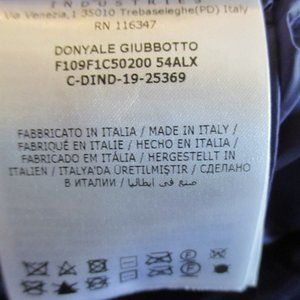 INDUSTRIES
Via Venezia, 1 35010 Trebaseleghe(PD) Italy
RN 116347
DONYALE GIUBBOTTO
F109F1C50200 54ALX
C-DIND-19-25369
FABBRICATO IN ITALIA / MADE IN ITALY /
FABRIQUÉ EN ITALIE / HECHO EN ITALIA /
FABRICADO EM ITÁLIA / HERGESTELLT IN
ITALIEN / ITALYA'DA ÜRETILMIŞTIR / СДЕЛАНО
В ИТАЛИИ / صنع في ايطاليا